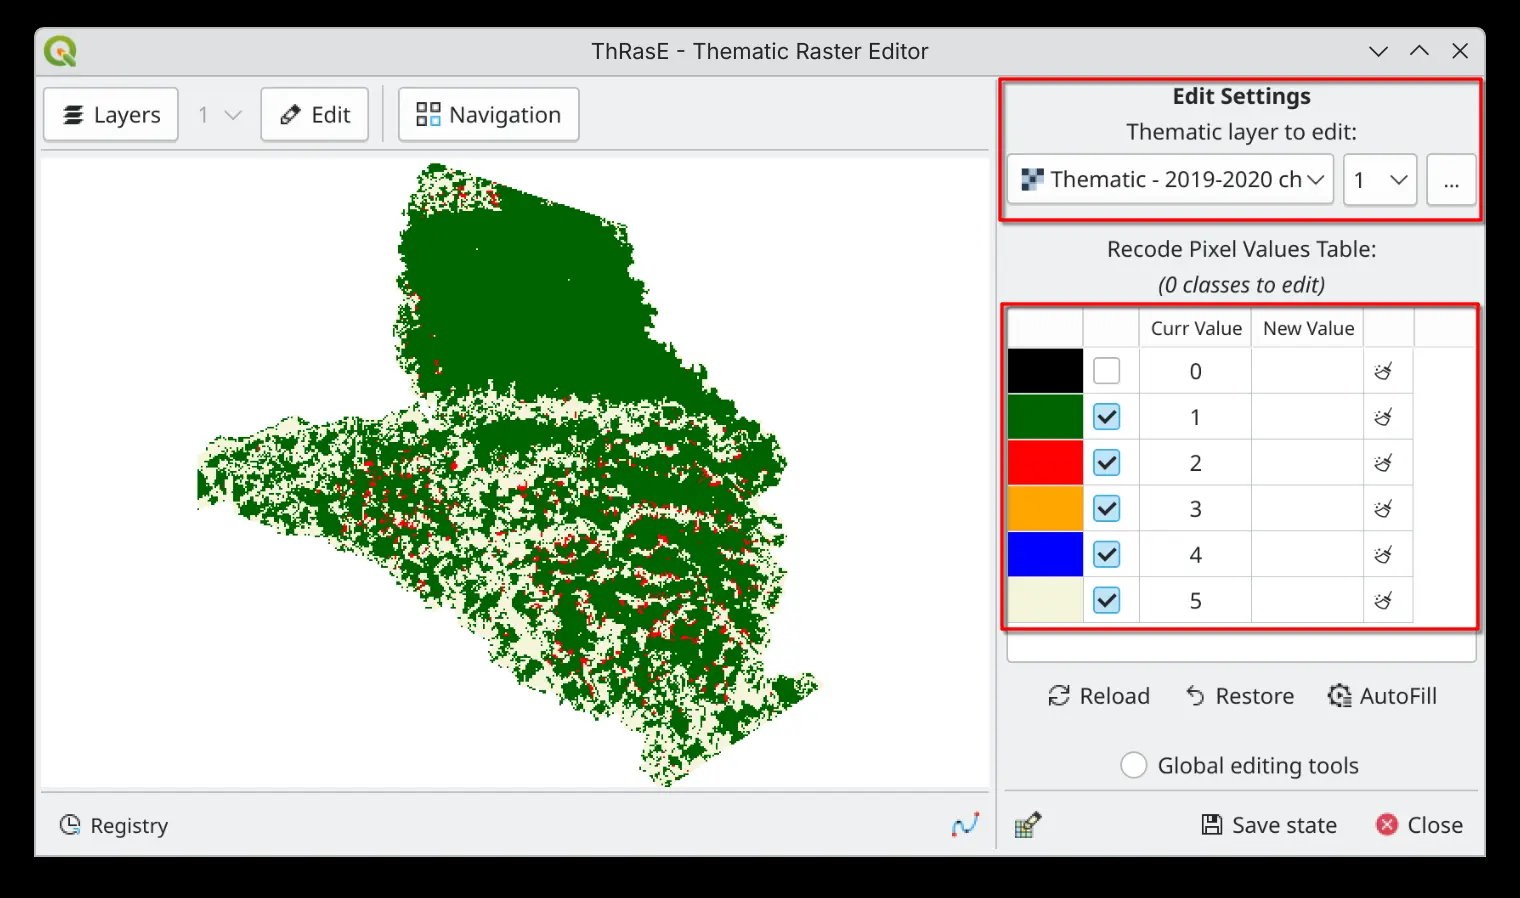 ThRasE - Thematic Raster Editor
Layers 1 Edit Navigation
Edit Settings
Thematic layer to edit:
Thematic - 2019-2020 ch 1 ...
Recode Pixel Values Table:
(0 classes to edit)
Curr Value New Value
0
1
2
3
4
5
Reload Restore AutoFill
Global editing tools
Registry Save state Close